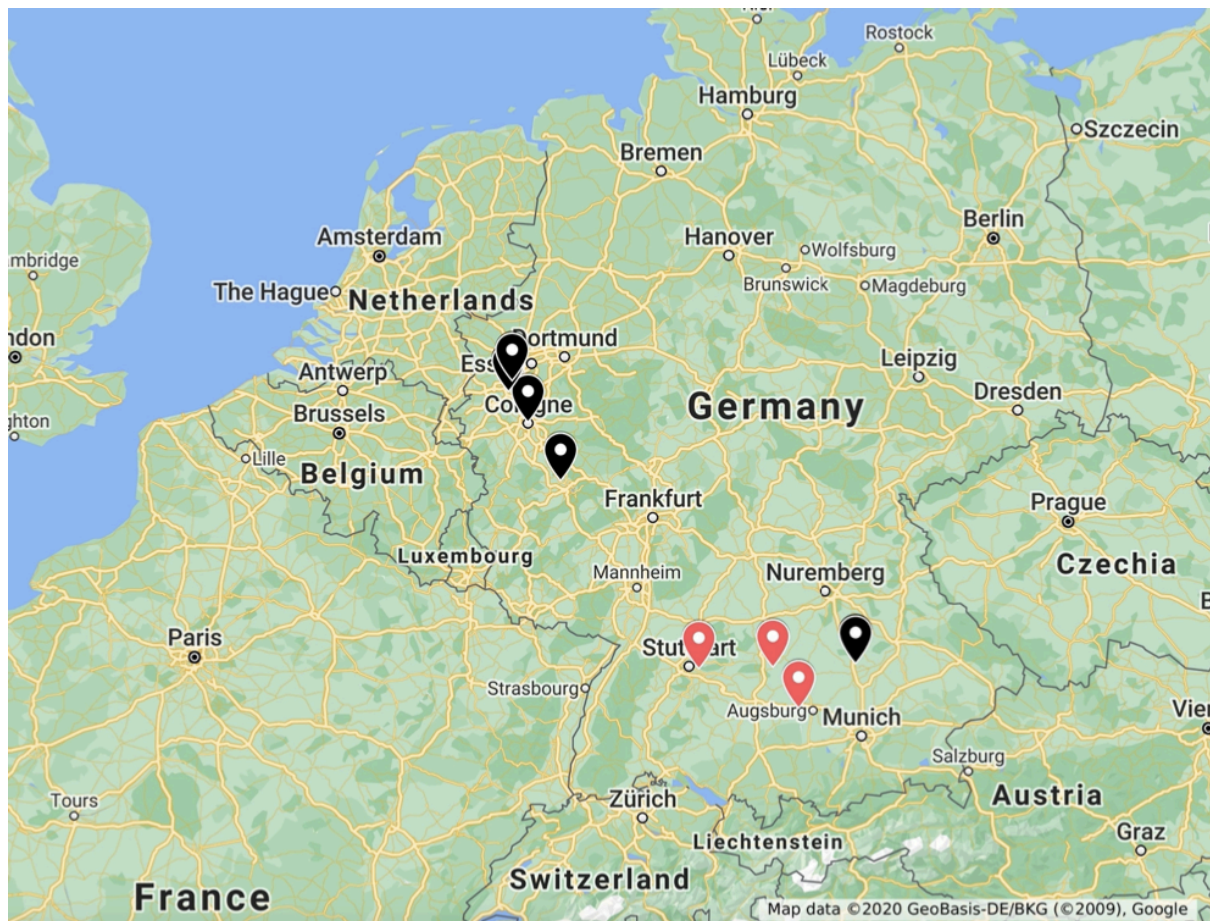 Rostock
Lübeck
Hamburg
Szczecin
Bremen
Berlin
Amsterdam
Hanover
Wolfsburg
ambridge
Brunswick
Magdeburg
The Hague
Netherlands
ndon
Dortmund
Leipzig
Ess
Antwerp
Dresden
Brussels
Germany
ghton
Lille
Belgium
Frankfurt
Prague
Luxembourg
Czechia
Mannheim
Nuremberg
Paris
Strasbourg
Augsburg
Munich
Salzburg
Tours
Zürich
Austria
Liechtenstein
Graz
Switzerland
France
Map data ©2020 GeoBasis-DE/BKG (©2009), Google